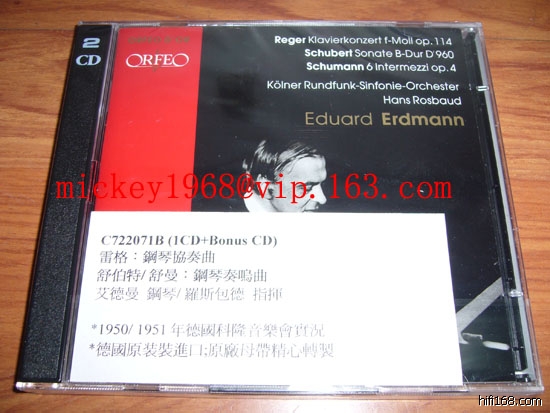 2
CD
ORFEO
Reger Klavierkonzert f-Moll op.114
Schubert Sonate B-Dur D 960
Schumann 6 Intermezzi op.4
Kölner Rundfunk-Sinfonie-Orchester
Hans Rosbaud
Eduard Erdmann
mickey1968@vip.163.com
C722071B (1CD+Bonus CD)
雷格：鋼琴協奏曲
舒伯特/ 舒曼：鋼琴奏鳴曲
艾德曼 鋼琴/ 羅斯包德 指揮
*1950/ 1951 年德國科隆音樂會實況
*德國原装裝進口;原廠母帶精心轉製
hifi168.com